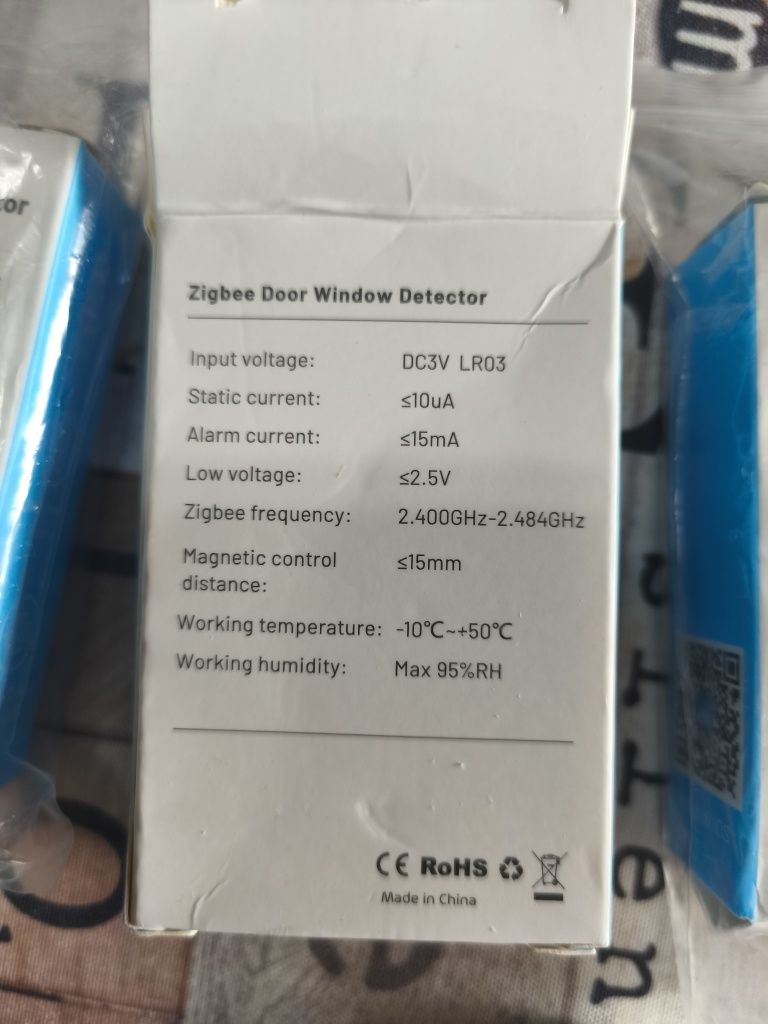 Zigbee Door Window Detector
Input voltage: DC3V LR03
Static current: ≤10uA
Alarm current: ≤15mA
Low voltage: ≤2.5V
Zigbee frequency: 2.400GHz-2.484GHz
Magnetic control
distance: ≤15mm
Working temperature: -10℃~+50℃
Working humidity: Max 95%RH
CE RoHS
Made in China
tor
m